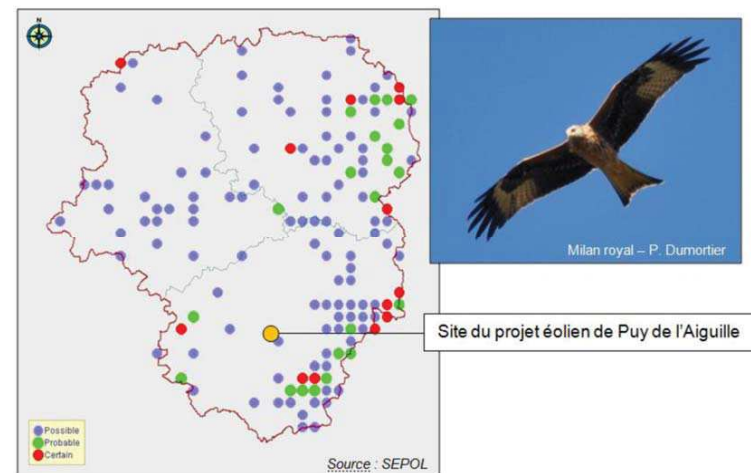 N
Milan royal – P. Dumortier
Site du projet éolien de Puy de l'Aiguille
Possible
Probable
Certain
Source : SEPOL